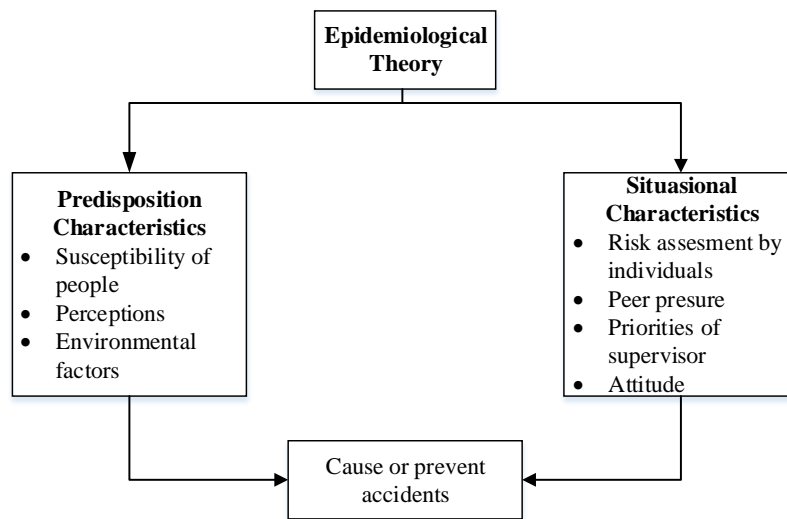 Epidemiological
Theory
Predisposition
Characteristics
• Susceptibility of
people
• Perceptions
• Environmental
factors
Situasional
Characteristics
• Risk assesment by
individuals
• Peer presure
• Priorities of
supervisor
• Attitude
Cause or prevent
accidents